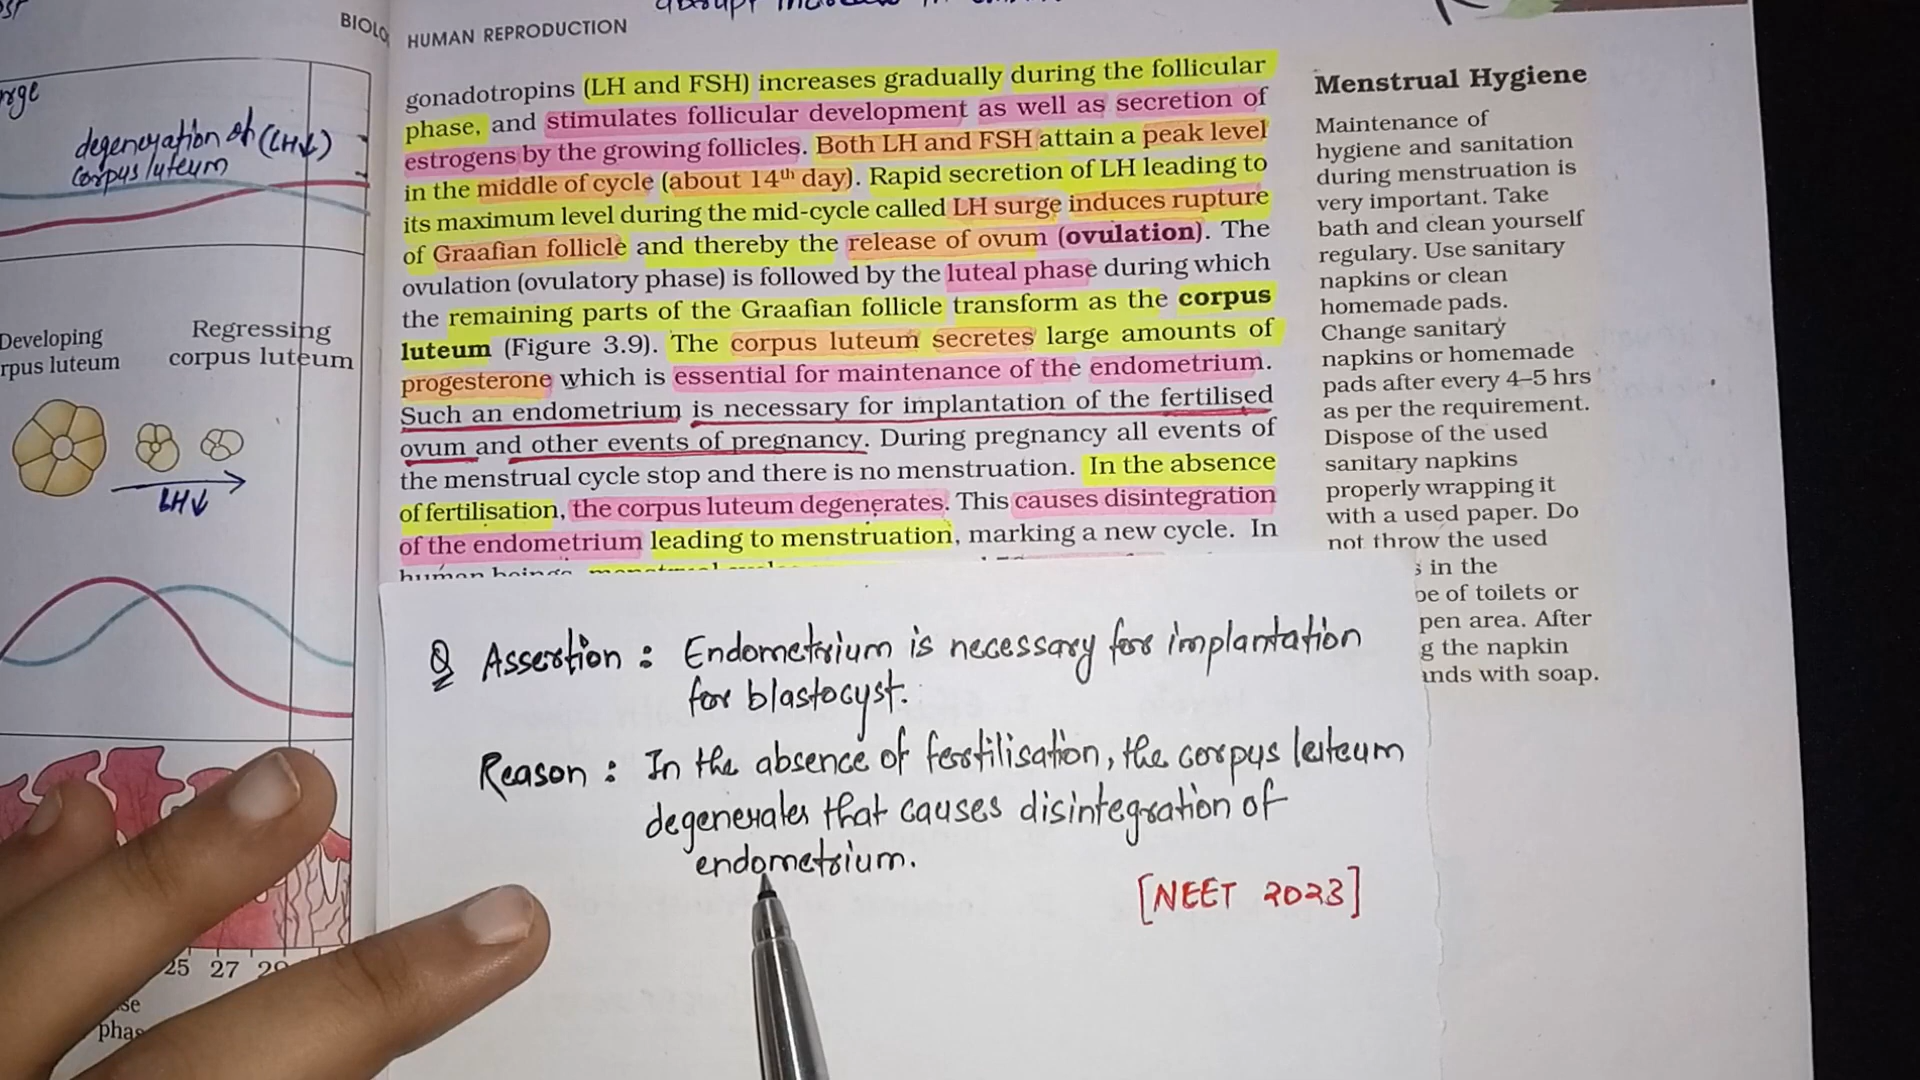 BIOLO
HUMAN REPRODUCTION
degeneration of (LH↓)
corpus luteum
Developing
rpus luteum
Regressing
corpus luteum
LH↓
25 27 29
se
phas
gonadotropins (LH and FSH) increases gradually during the follicular
phase, and stimulates follicular development as well as secretion of
estrogens by the growing follicles. Both LH and FSH attain a peak level
in the middle of cycle (about 14th day). Rapid secretion of LH leading to
its maximum level during the mid-cycle called LH surge induces rupture
of Graafian follicle and thereby the release of ovum (ovulation). The
ovulation (ovulatory phase) is followed by the luteal phase during which
the remaining parts of the Graafian follicle transform as the corpus
luteum (Figure 3.9). The corpus luteum secretes large amounts of
progesterone which is essential for maintenance of the endometrium.
Such an endometrium is necessary for implantation of the fertilised
ovum and other events of pregnancy. During pregnancy all events of
the menstrual cycle stop and there is no menstruation. In the absence
of fertilisation, the corpus luteum degenerates. This causes disintegration
of the endometrium leading to menstruation, marking a new cycle. In
human beings,
Menstrual Hygiene
Maintenance of
hygiene and sanitation
during menstruation is
very important. Take
bath and clean yourself
regulary. Use sanitary
napkins or clean
homemade pads.
Change sanitary
napkins or homemade
pads after every 4–5 hrs
as per the requirement.
Dispose of the used
sanitary napkins
properly wrapping it
with a used paper. Do
not throw the used
s in the
pe of toilets or
pen area. After
g the napkin
ands with soap.
Q Assertion : Endometrium is necessary for implantation
for blastocyst.
Reason : In the absence of fertilisation, the corpus leuteum
degenerates that causes disintegration of
endometrium.
[NEET 2023]